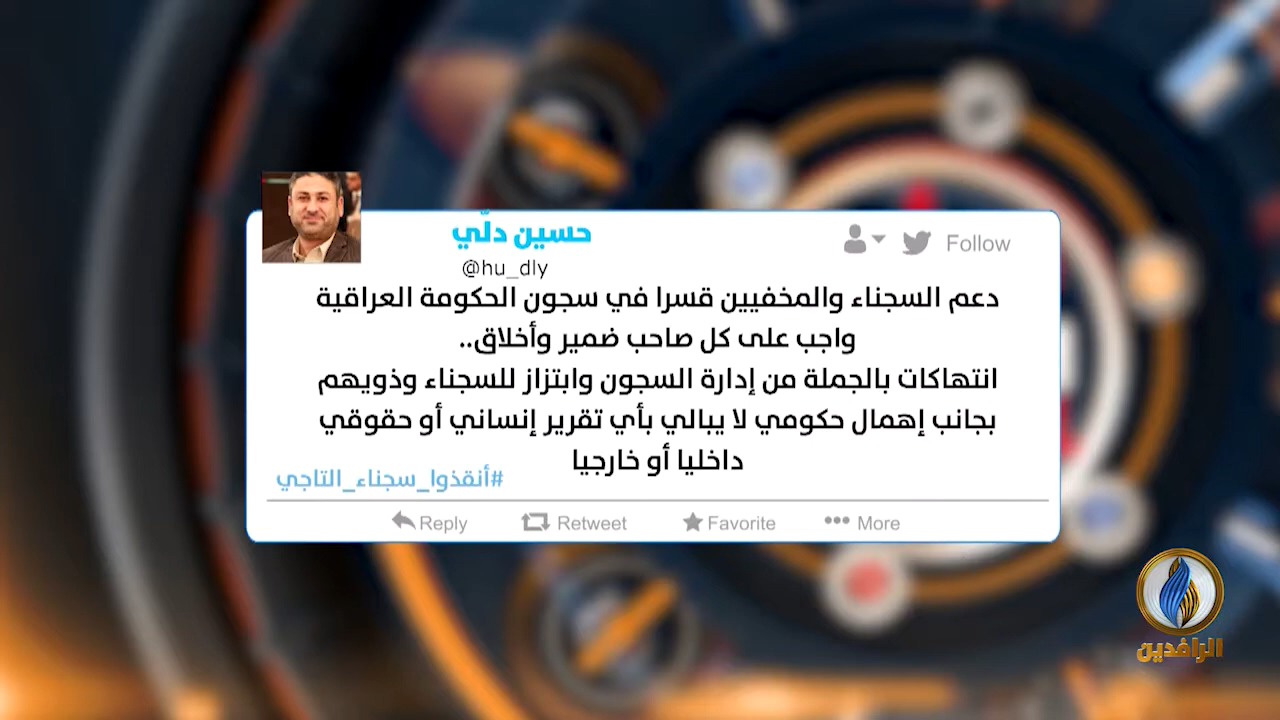 حسين دلّي
Follow
@hu_dly
دعم السجناء والمخفيين قسرا في سجون الحكومة العراقية
واجب على كل صاحب ضمير وأخلاق..
انتهاكات بالجملة من إدارة السجون وابتزاز للسجناء وذويهم
بجانب إهمال حكومي لا يبالي بأي تقرير إنساني أو حقوقي
داخليا أو خارجيا
#أنقذوا_سجناء_التاجي
Reply Retweet Favorite More
الرافدين